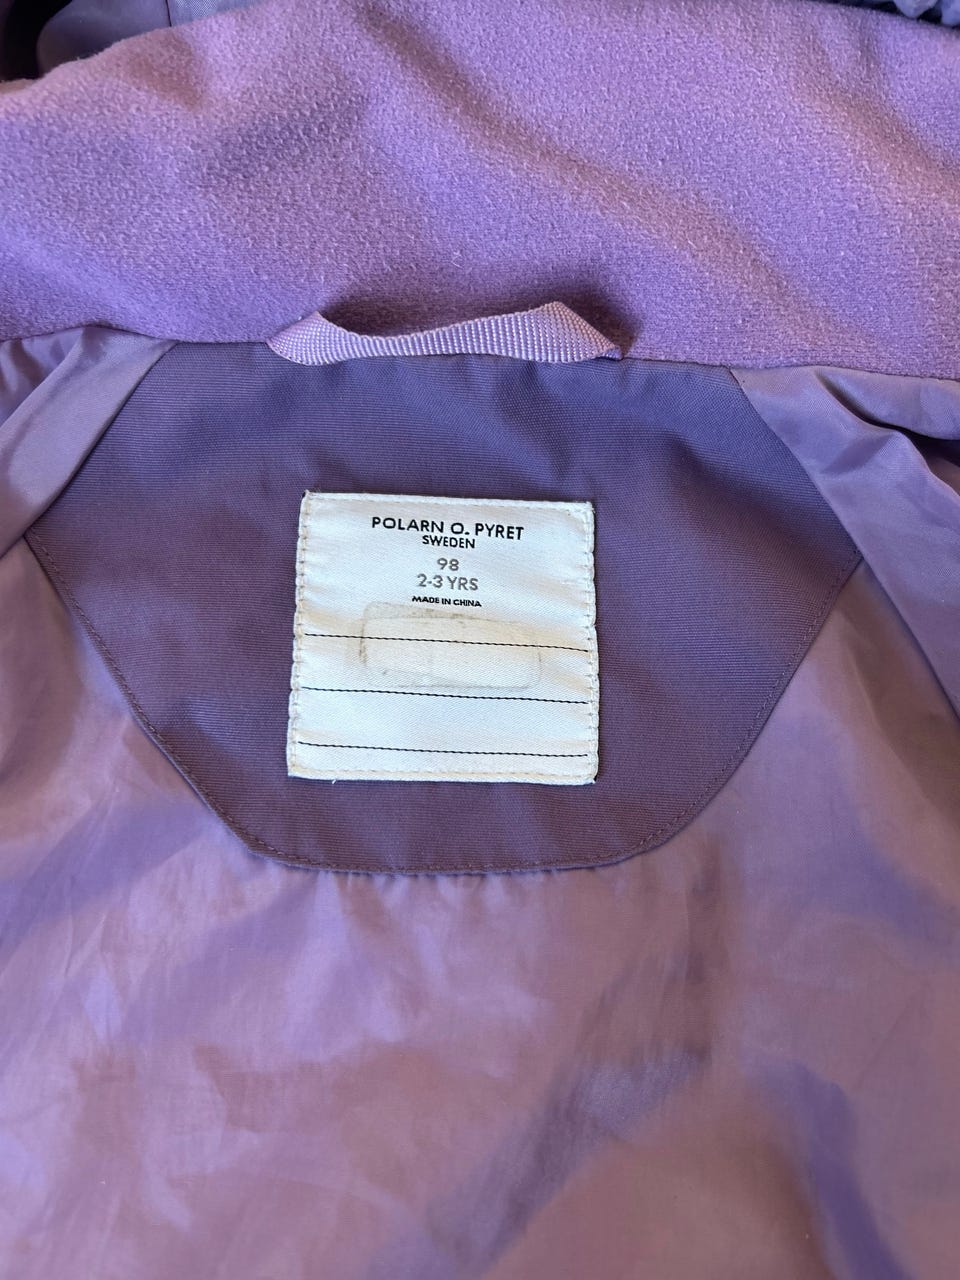 POLARN O. PYRET
SWEDEN
98
2-3 YRS
MADE IN CHINA